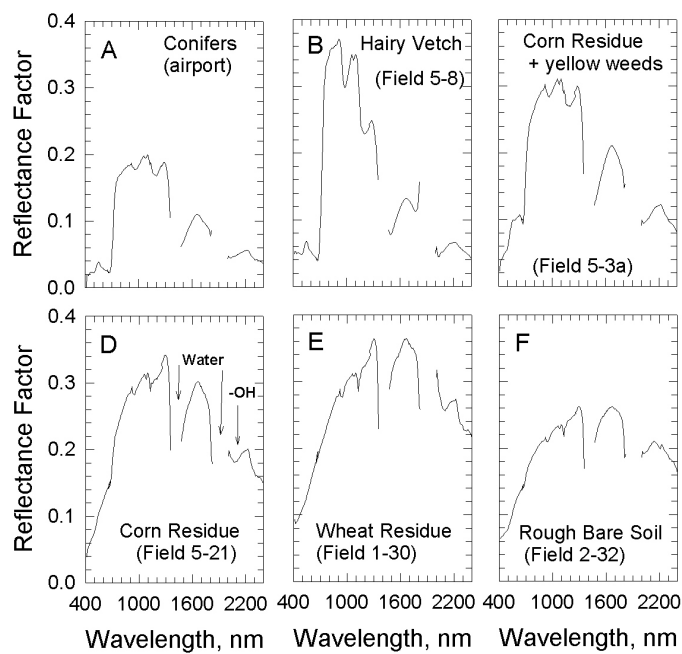 0.4
0.3
0.2
0.1
0.0
Reflectance Factor
A
Conifers
(airport)
B
Hairy Vetch
(Field 5-8)
Corn Residue
+ yellow weeds
(Field 5-3a)
0.4
0.3
0.2
0.1
0.0
Reflectance Factor
D
Water
-OH
Corn Residue
(Field 5-21)
E
Wheat Residue
(Field 1-30)
F
Rough Bare Soil
(Field 2-32)
400 1000 1600 2200
400 1000 1600 2200
400 1000 1600 2200
Wavelength, nm
Wavelength, nm
Wavelength, nm